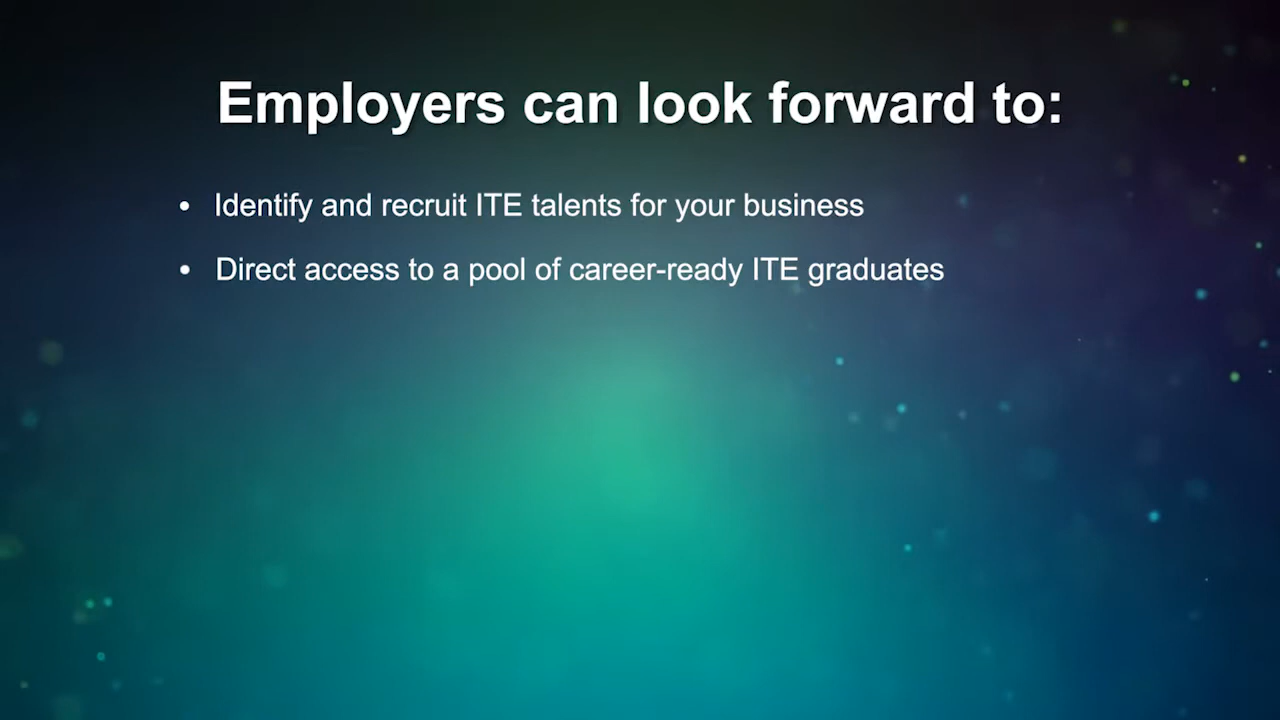 Employers can look forward to:
• Identify and recruit ITE talents for your business
• Direct access to a pool of career-ready ITE graduates